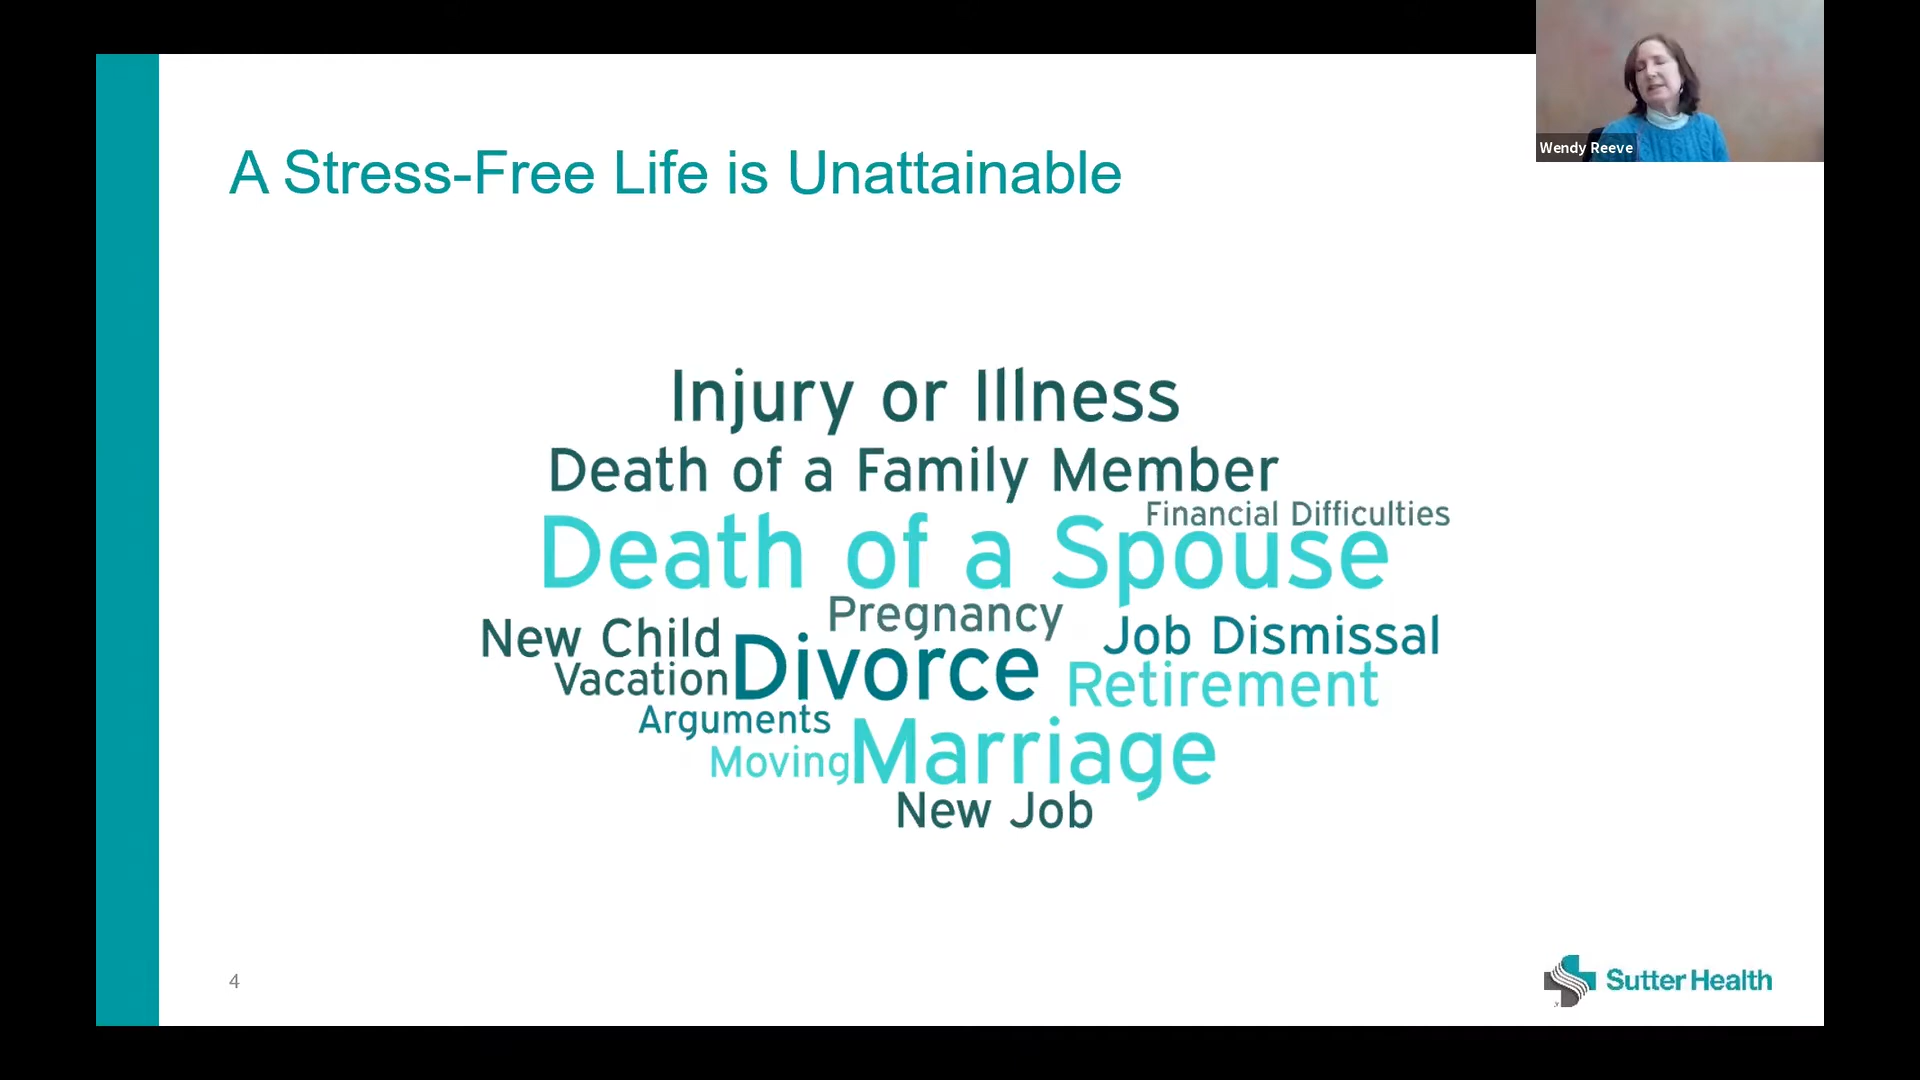 Wendy Reeve
A Stress-Free Life is Unattainable
Injury or Illness
Death of a Family Member
Financial Difficulties
Death of a Spouse
Pregnancy
New Child
Job Dismissal
Vacation
Divorce
Retirement
Arguments
Moving
Marriage
New Job
4
Sutter Health